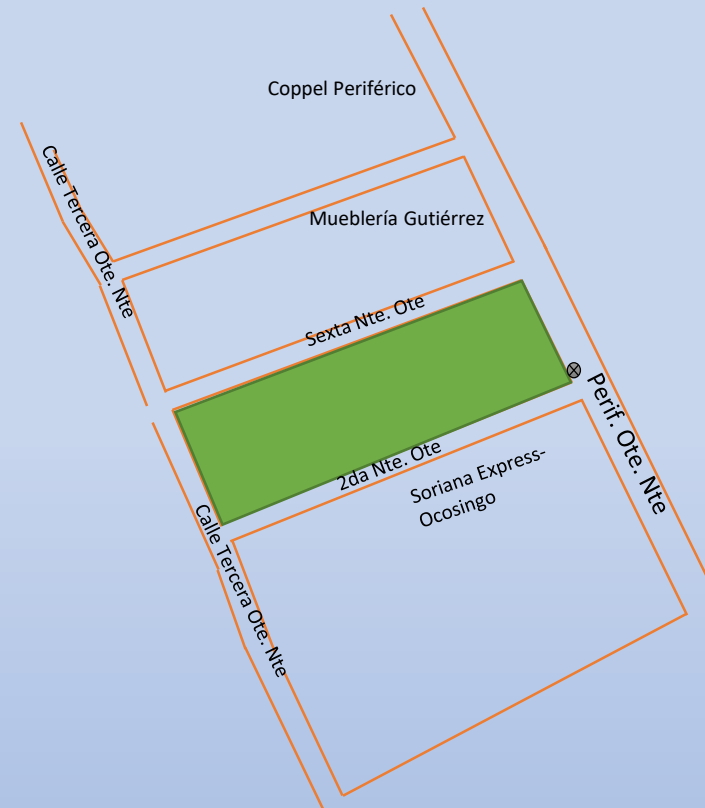 Coppel Periférico
Calle Tercera Ote. Nte
Mueblería Gutiérrez
Sexta Nte. Ote
Perif. Ote. Nte
2da Nte. Ote
Soriana Express-
Ocosingo
Calle Tercera Ote. Nte